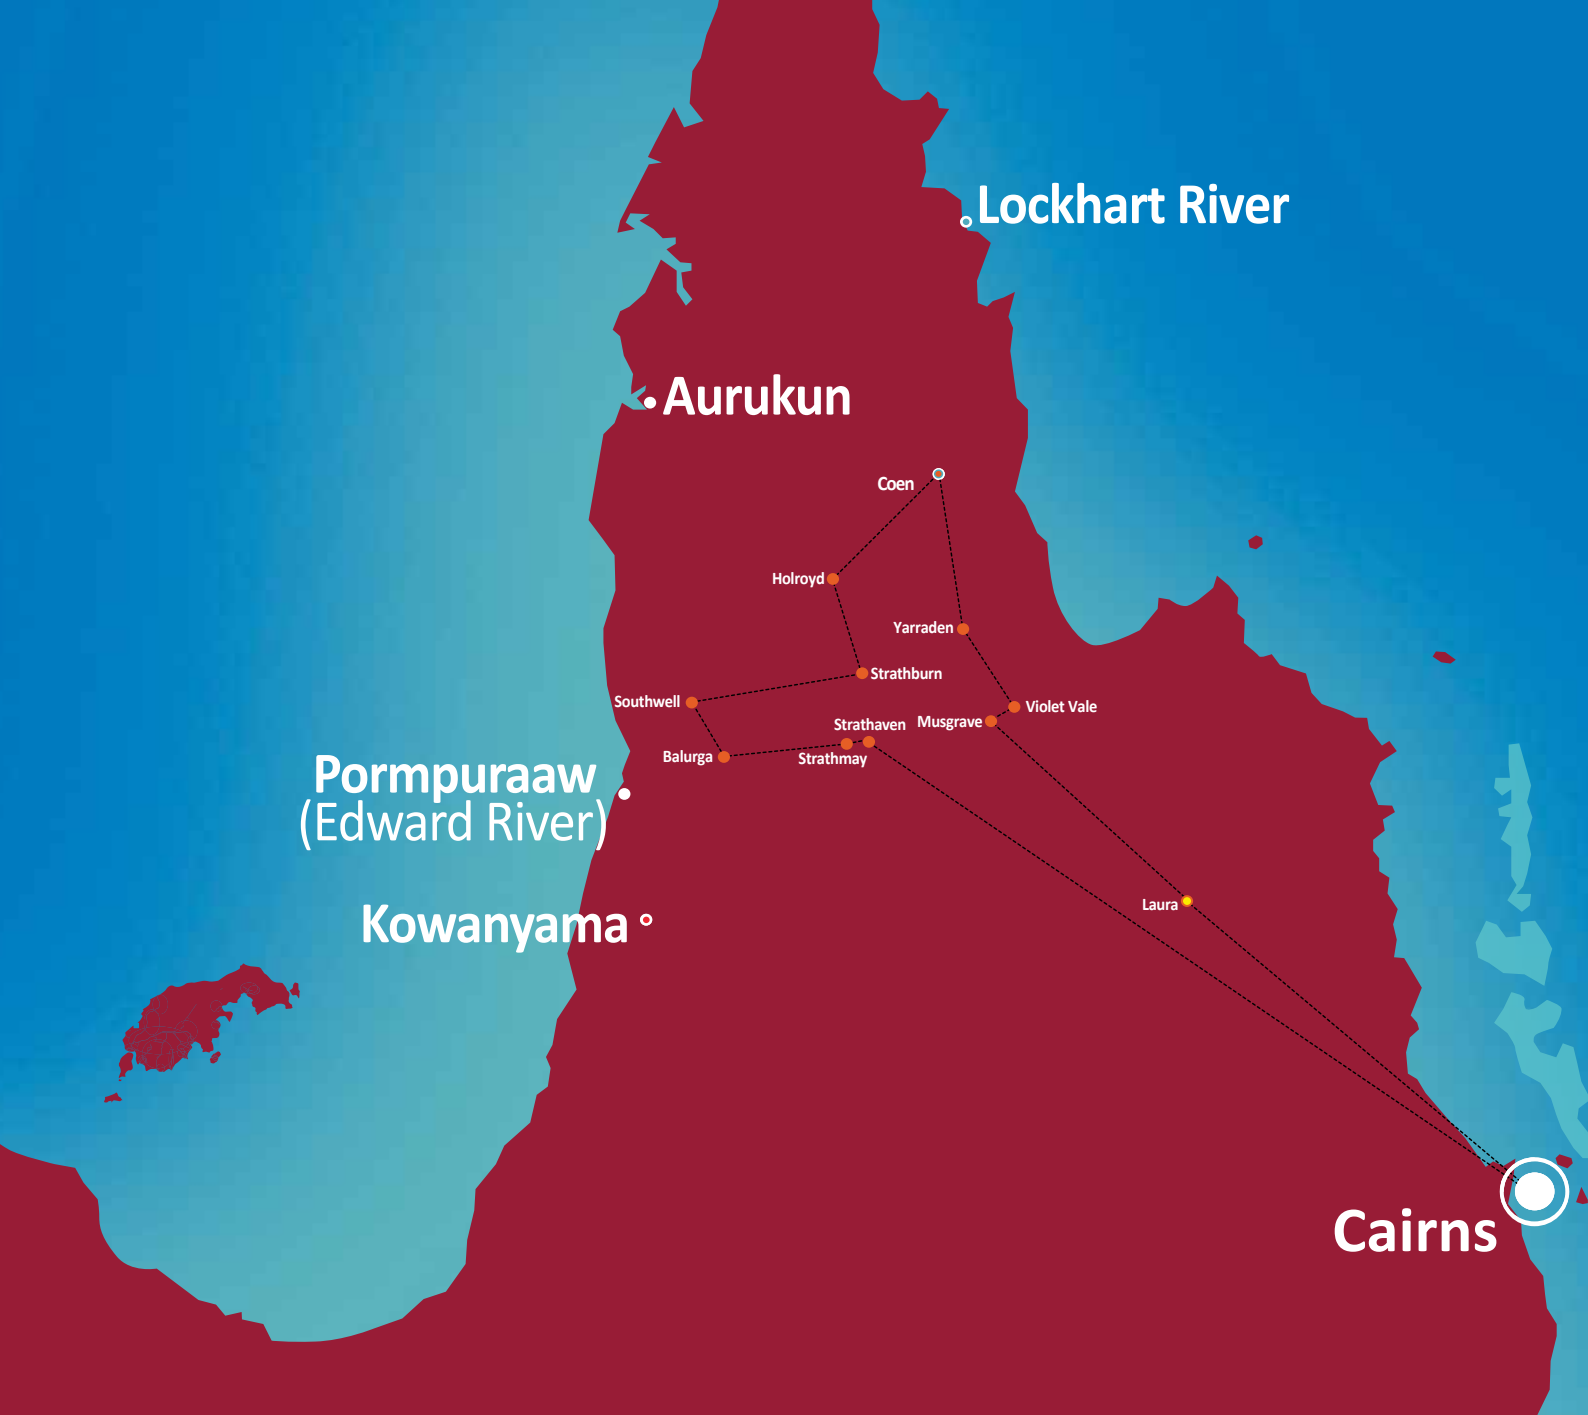 Lockhart River
Aurukun
Coen
Holroyd
Yarraden
Strathburn
Southwell
Violet Vale
Musgrave
Strathaven
Balurga
Strathmay
Pormpuraaw
(Edward River)
Laura
Kowanyama
Cairns